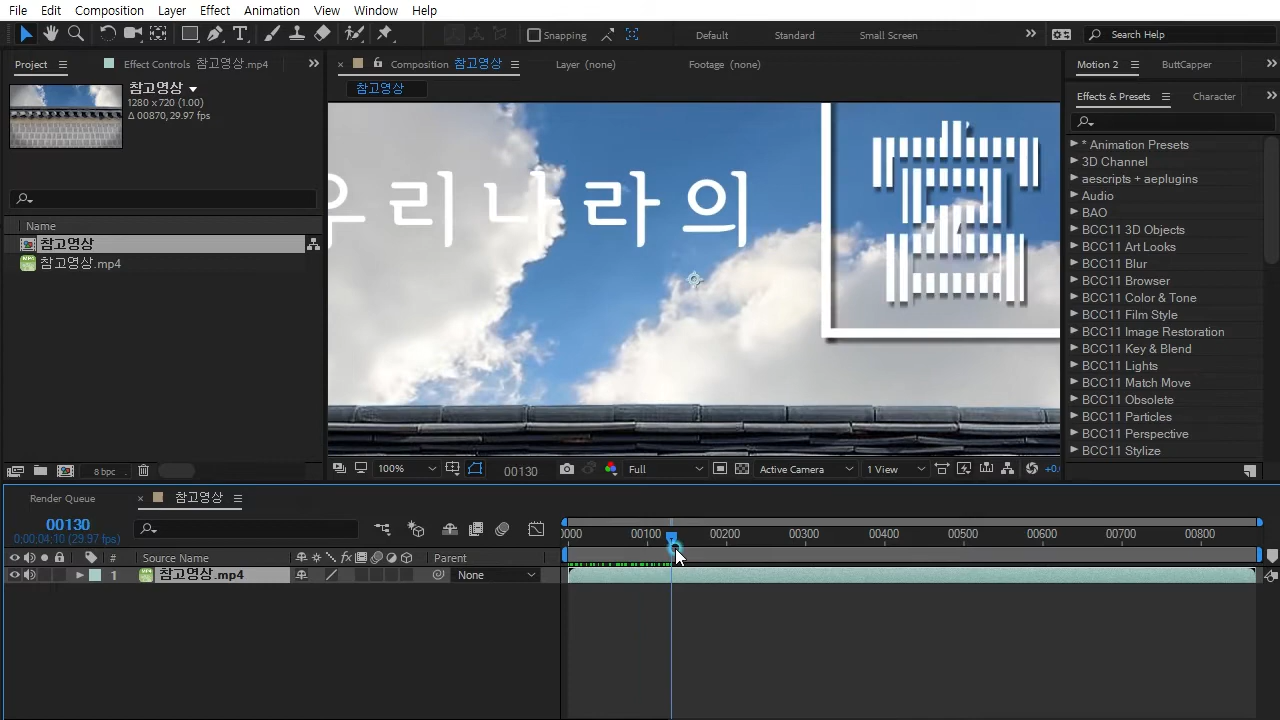 File Edit Composition Layer Effect Animation View Window Help
Snapping Default Standard Small Screen Search Help
Project Effect Controls 참고영상.mp4
Composition 참고영상 Layer (none) Footage (none)
Motion 2 ButtCapper
참고영상
1280 x 720 (1.00)
Δ 00870, 29.97 fps
참고영상
Effects & Presets Character
우리나라의
Name
참고영상
참고영상.mp4
* Animation Presets
3D Channel
aescripts + aeplugins
Audio
BAO
BCC11 3D Objects
BCC11 Art Looks
BCC11 Blur
BCC11 Browser
BCC11 Color & Tone
BCC11 Film Style
BCC11 Image Restoration
BCC11 Key & Blend
BCC11 Lights
BCC11 Match Move
BCC11 Obsolete
BCC11 Particles
BCC11 Perspective
BCC11 Stylize
8 bpc
100% 00130 Full Active Camera 1 View +0.
Render Queue 참고영상
00130
0;00;04;10 (29.97 fps)
0000 00100 00200 00300 00400 00500 00600 00700 00800
# Source Name Parent
1 참고영상.mp4 None